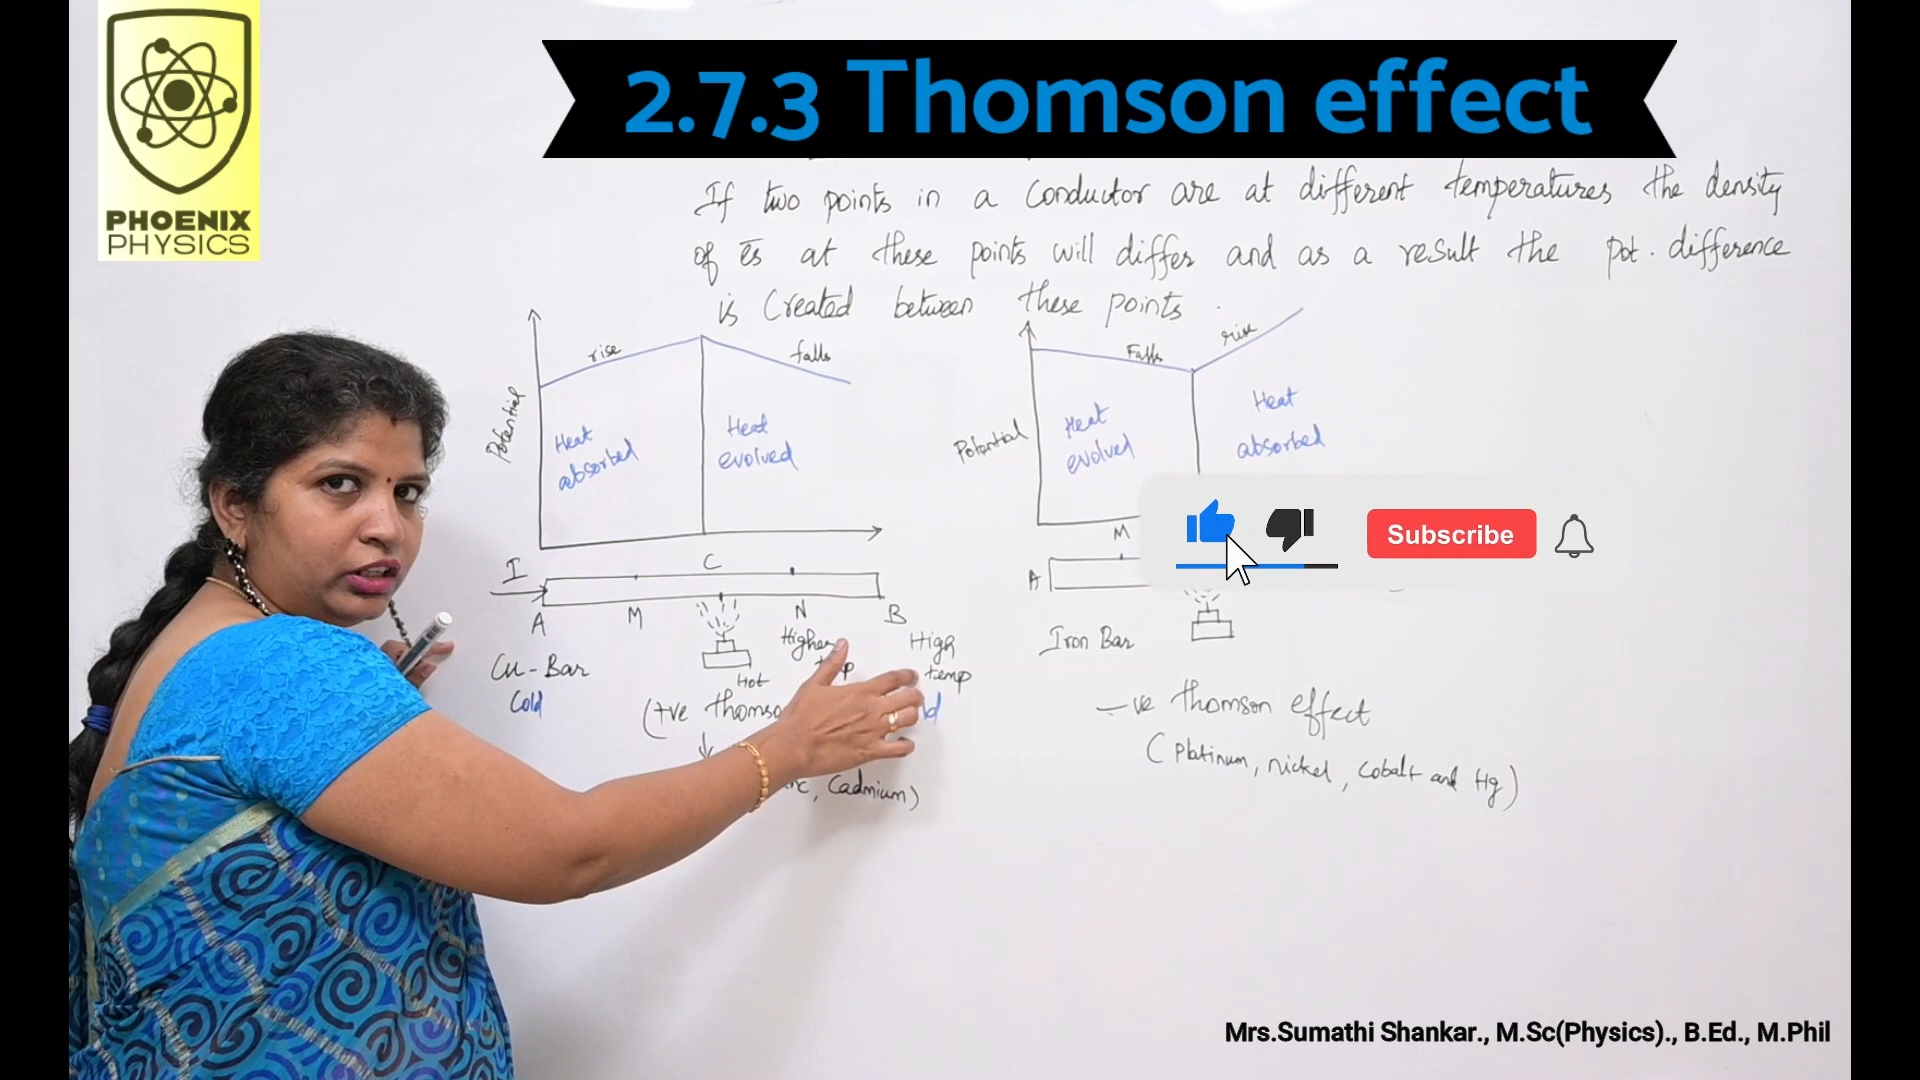 PHOENIX
PHYSICS
2.7.3 Thomson effect
If two points in a Conductor are at different temperatures the density
of ēs at these points will differ and as a result the pot. difference
is Created between these points.
rise
falls
Potential
Heat
absorbed
Heat
evolved
I
C
A
M
N
B
Higher
High
temp
Hot
Cu-Bar
Cold
(+ve thomso
, Cadmium)
Falls
rise
Potential
Heat
evolved
Heat
absorbed
M
A
Iron Bar
-ve thomson effect
(Platinum, nickel, Cobalt and Hg)
Subscribe
Mrs.Sumathi Shankar., M.Sc(Physics)., B.Ed., M.Phil